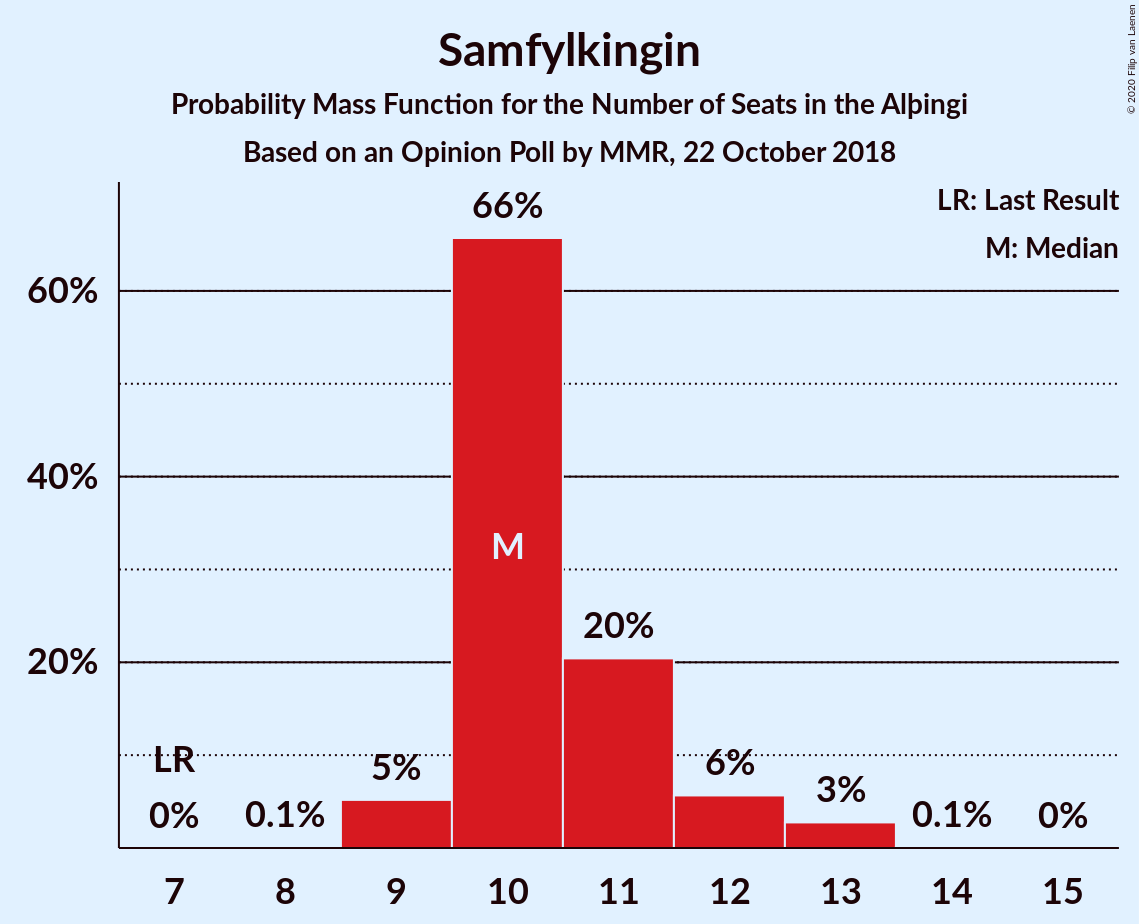 Samfylkingin
Probability Mass Function for the Number of Seats in the Alþingi
Based on an Opinion Poll by MMR, 22 October 2018
© 2020 Filip van Laenen
LR: Last Result
M: Median
66%
60%
40%
M
20%
20%
LR
0%
0.1%
5%
6%
3%
0.1%
0%
7 8 9 10 11 12 13 14 15